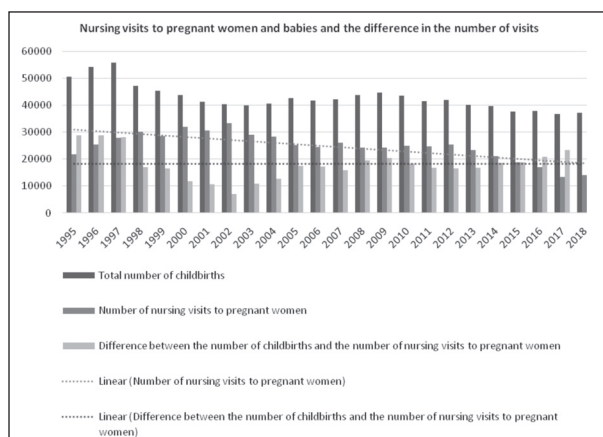 Nursing visits to pregnant women and babies and the difference in the number of visits
60000
50000
40000
30000
20000
10000
0
1995 1996 1997 1998 1999 2000 2001 2002 2003 2004 2005 2006 2007 2008 2009 2010 2011 2012 2013 2014 2015 2016 2017 2018
Total number of childbirths
Number of nursing visits to pregnant women
Difference between the number of childbirths and the number of nursing visits to pregnant women
Linear (Number of nursing visits to pregnant women)
Linear (Difference between the number of childbirths and the number of nursing visits to pregnant
women)